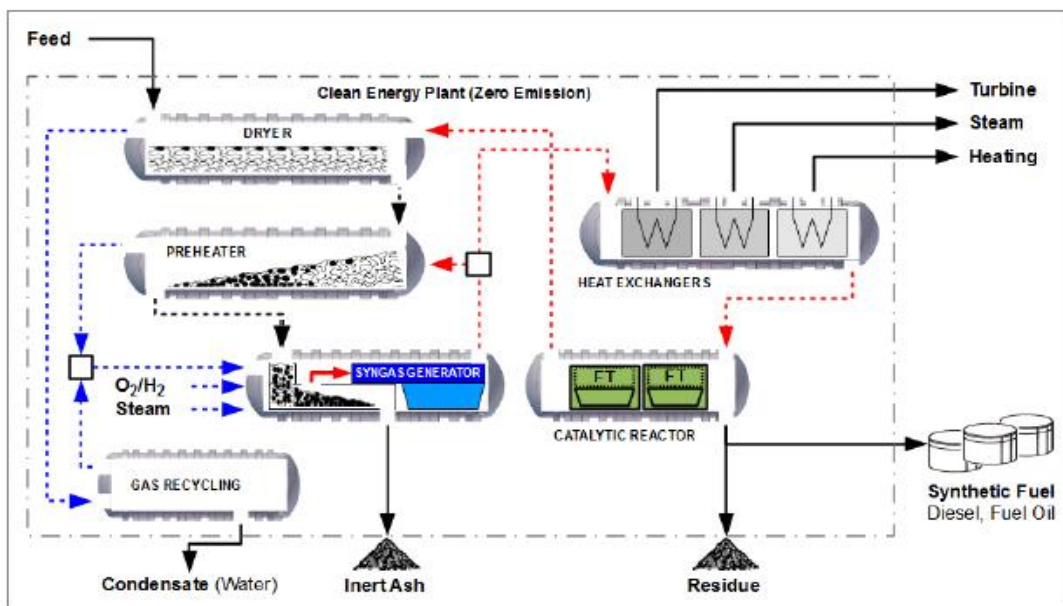 Feed
Clean Energy Plant (Zero Emission)
Turbine
DRYER
Steam
Heating
PREHEATER
HEAT EXCHANGERS
SYNGAS GENERATOR
FT FT
O₂/H₂
Steam
CATALYTIC REACTOR
GAS RECYCLING
Synthetic Fuel
Diesel, Fuel Oil
Condensate (Water)
Inert Ash
Residue